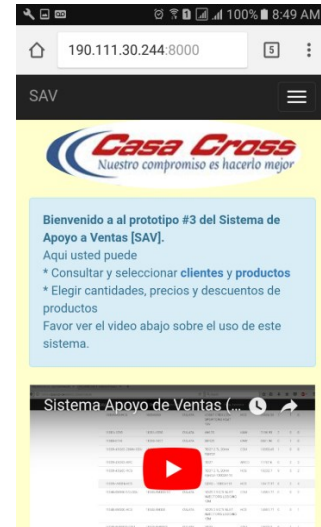 100% 8:49 AM
190.111.30.244:8000
5
SAV
Casa Cross
Nuestro compromiso es hacerlo mejor
Bienvenido a al prototipo #3 del Sistema de
Apoyo a Ventas [SAV].
Aqui usted puede
* Consultar y seleccionar clientes y productos
* Elegir cantidades, precios y descuentos de
productos
Favor ver el video abajo sobre el uso de este
sistema.
Sistema Apoyo de Ventas (...